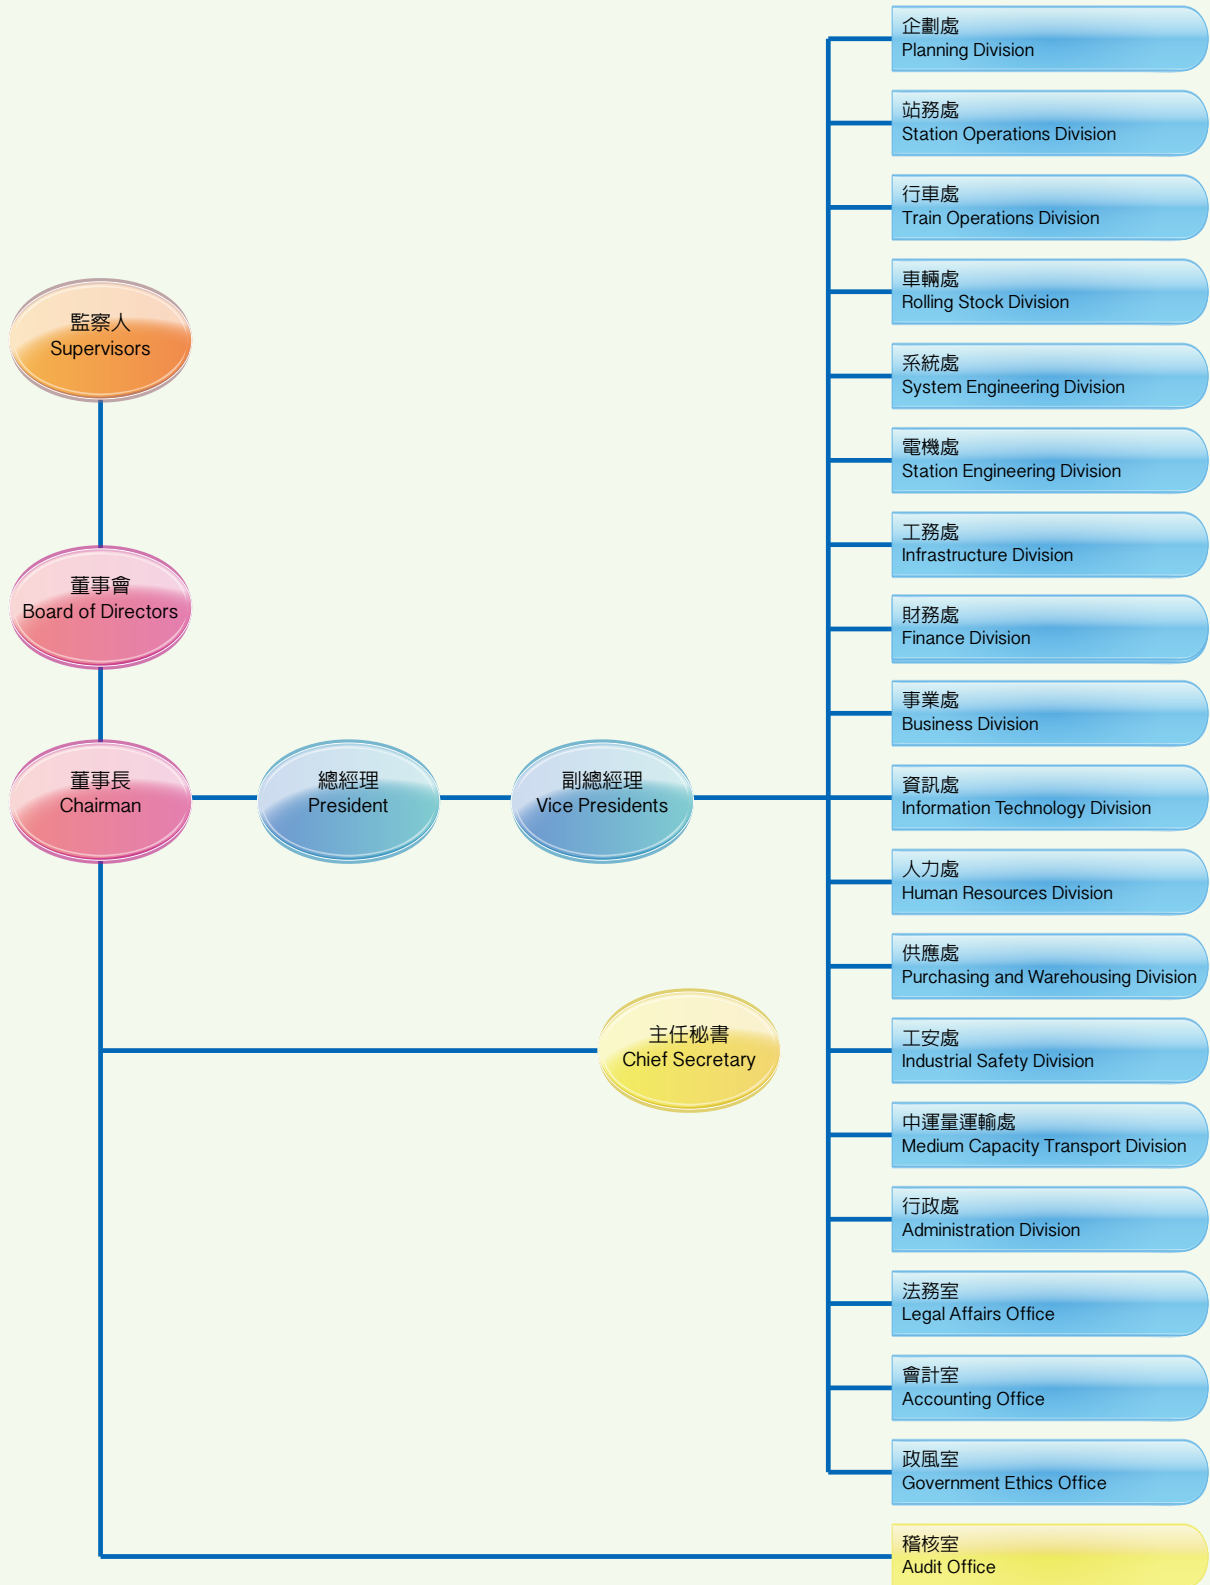 監察人
Supervisors
董事會
Board of Directors
董事長
Chairman
總經理
President
副總經理
Vice Presidents
主任秘書
Chief Secretary
企劃處
Planning Division
站務處
Station Operations Division
行車處
Train Operations Division
車輛處
Rolling Stock Division
系統處
System Engineering Division
電機處
Station Engineering Division
工務處
Infrastructure Division
財務處
Finance Division
事業處
Business Division
資訊處
Information Technology Division
人力處
Human Resources Division
供應處
Purchasing and Warehousing Division
工安處
Industrial Safety Division
中運量運輸處
Medium Capacity Transport Division
行政處
Administration Division
法務室
Legal Affairs Office
會計室
Accounting Office
政風室
Government Ethics Office
稽核室
Audit Office